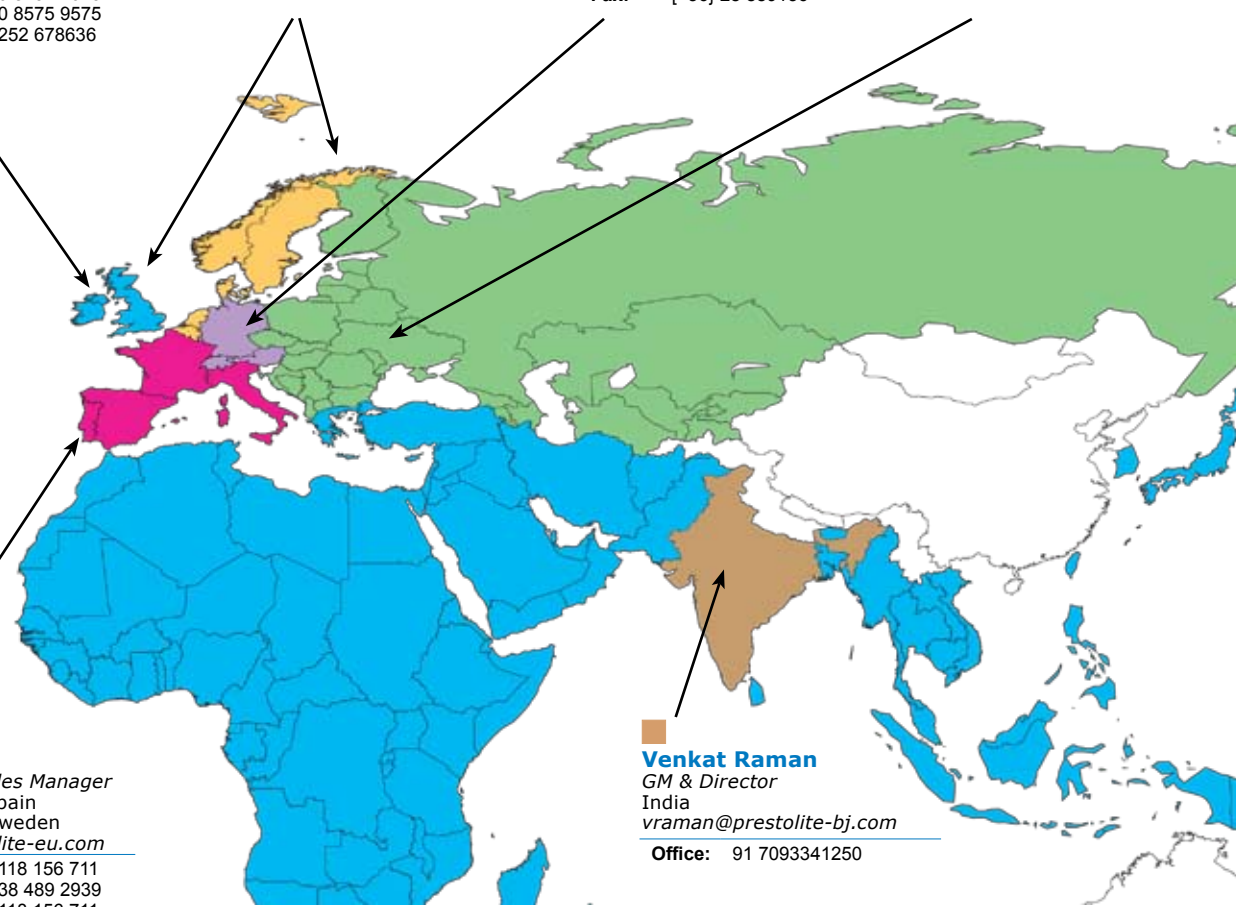 0 8575 9575
252 678636
les Manager
pain
weden
lite-eu.com
118 156 711
38 489 2939
Venkat Raman
GM & Director
India
vraman@prestolite-bj.com
Office: 91 7093341250